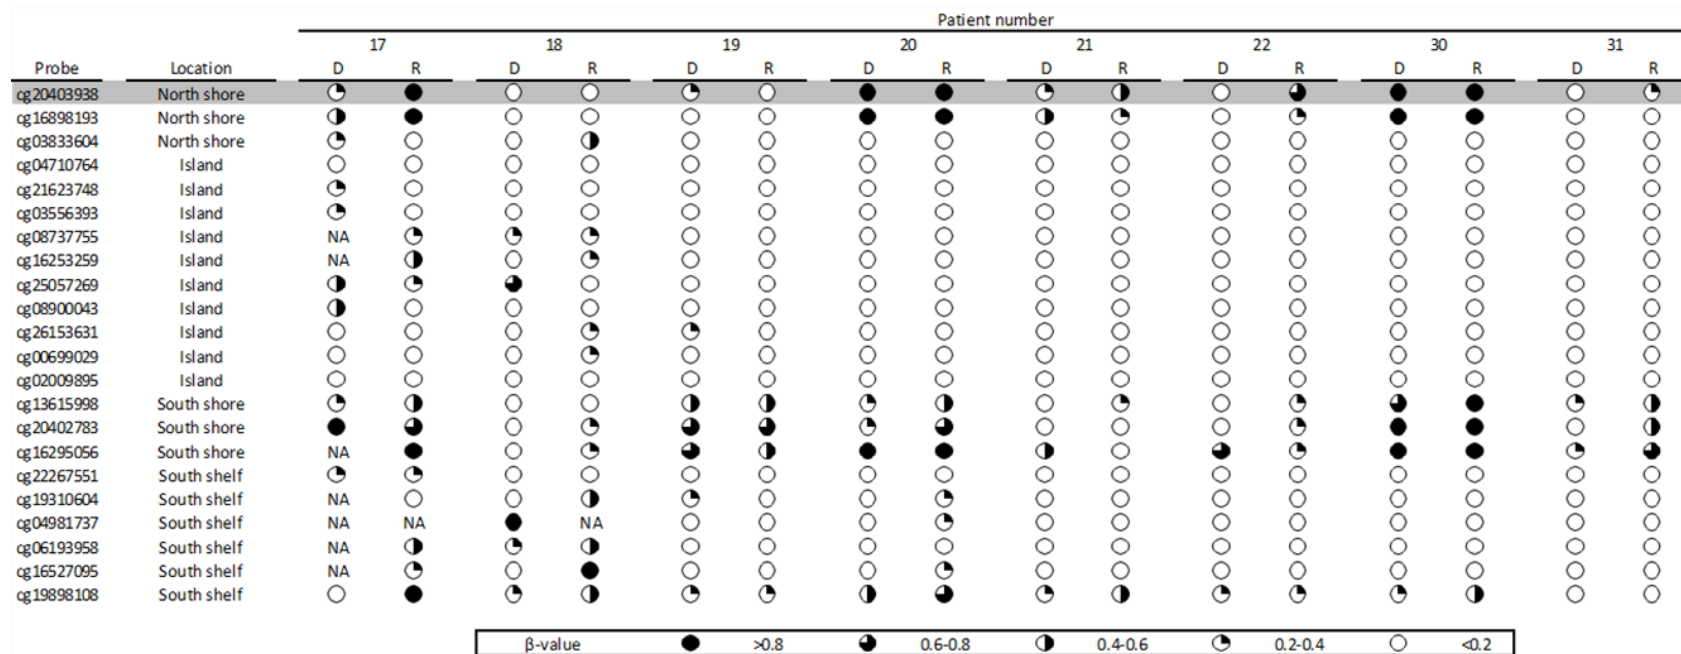 Patient number
17 18 19 20 21 22 30 31
Probe Location D R D R D R D R D R D R D R D R
cg20403938 North shore
cg16898193 North shore
cg03833604 North shore
cg04710764 Island
cg21623748 Island
cg03556393 Island
cg08737755 Island NA
cg16253259 Island NA
cg25057269 Island
cg08900043 Island
cg26153631 Island
cg00699029 Island
cg02009895 Island
cg13615998 South shore
cg20402783 South shore
cg16295056 South shore NA
cg22267551 South shelf
cg19310604 South shelf NA
cg04981737 South shelf NA NA NA
cg06193958 South shelf NA
cg16527095 South shelf NA
cg19898108 South shelf
β-value >0.8 0.6-0.8 0.4-0.6 0.2-0.4 <0.2